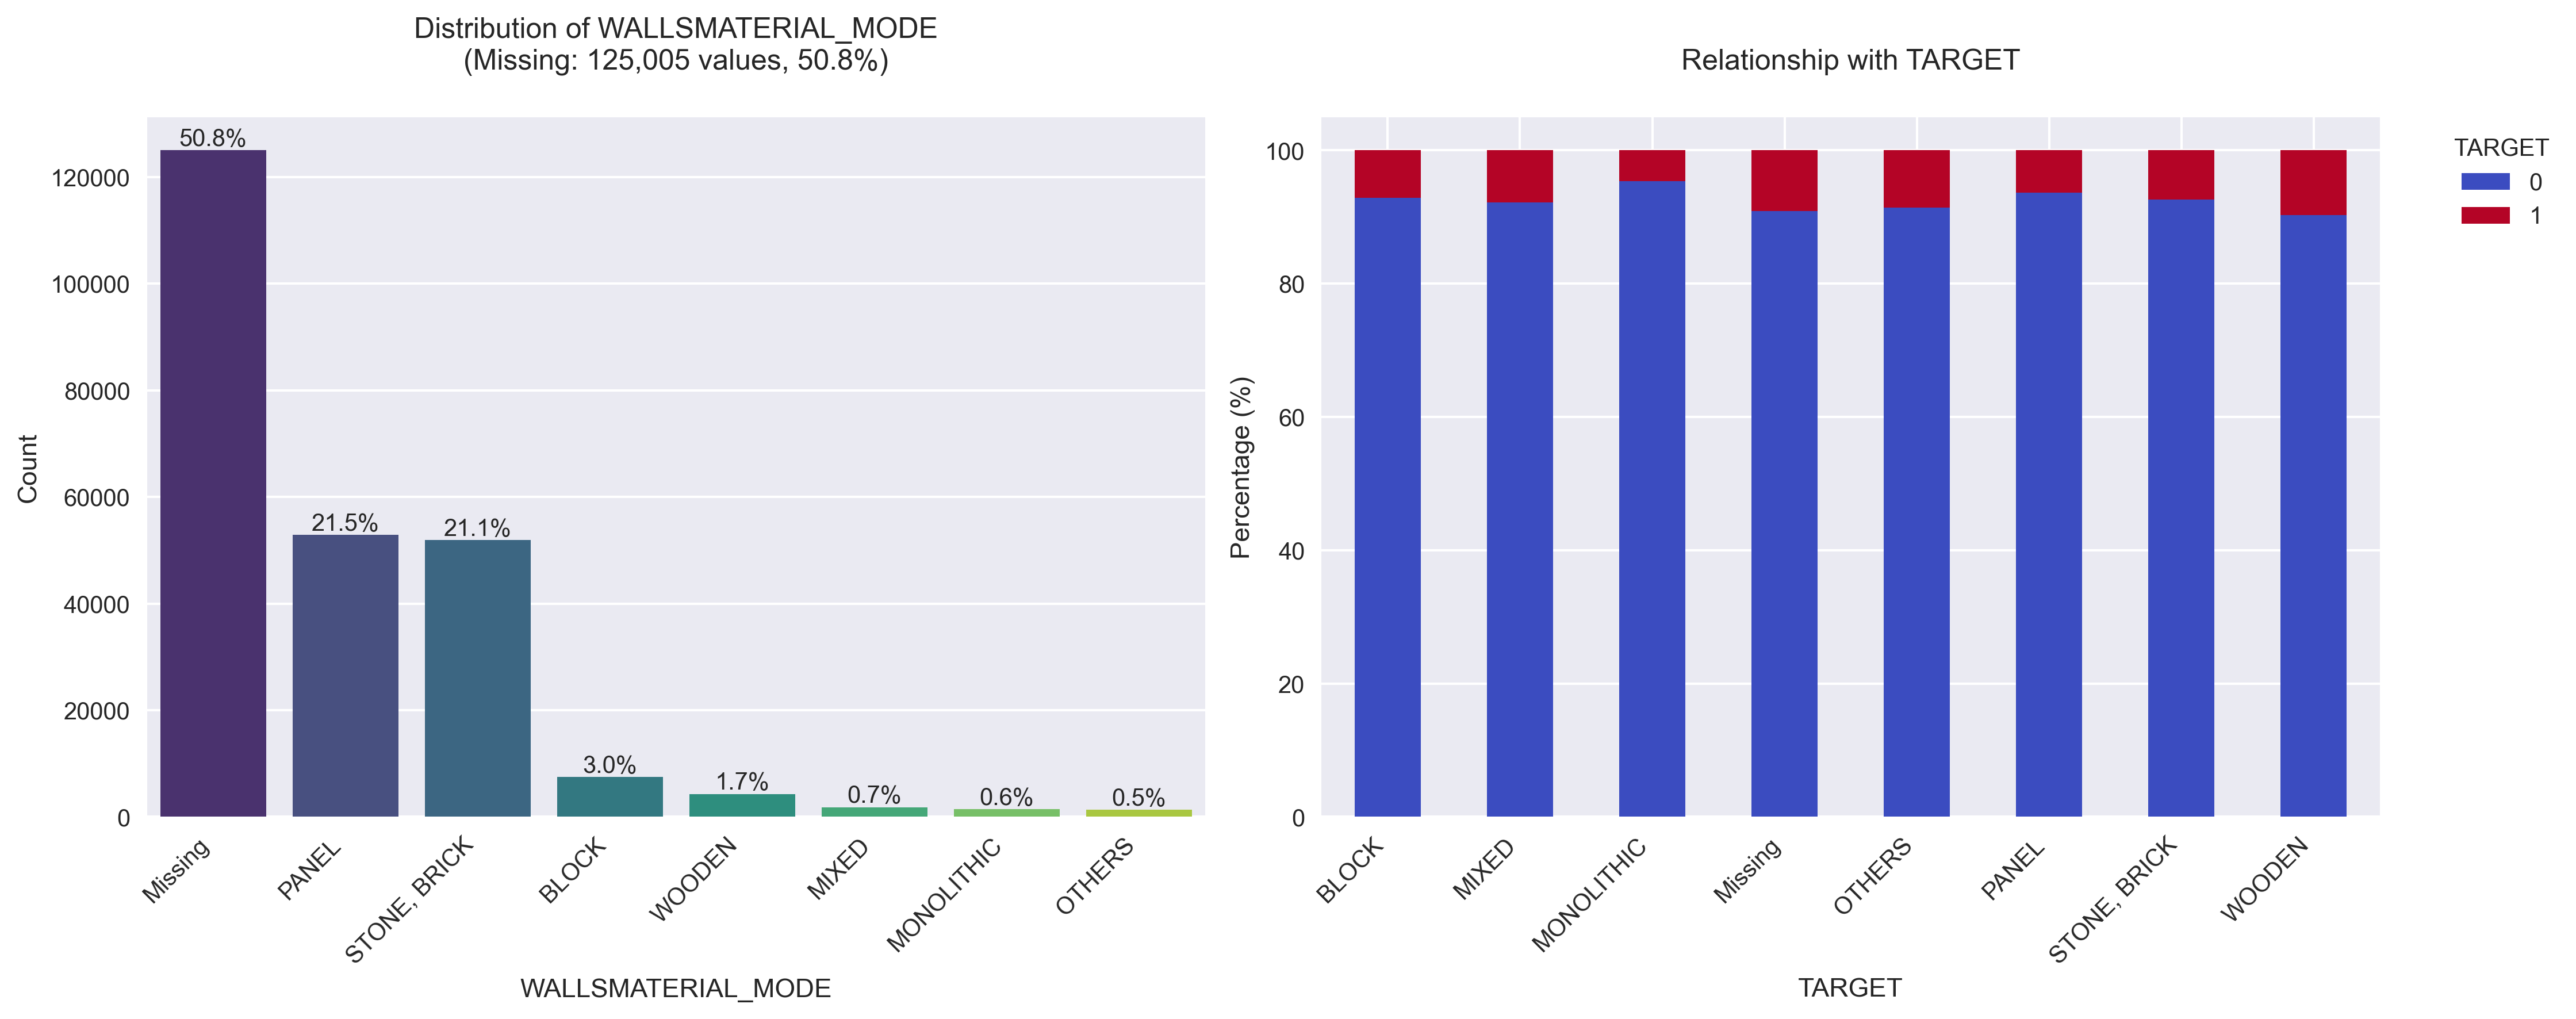 Distribution of WALLSMATERIAL_MODE
(Missing: 125,005 values, 50.8%)
Count
120000
100000
80000
60000
40000
20000
0
50.8%
21.5%
21.1%
3.0%
1.7%
0.7%
0.6%
0.5%
Missing
PANEL
STONE, BRICK
BLOCK
WOODEN
MIXED
MONOLITHIC
OTHERS
WALLSMATERIAL_MODE
Relationship with TARGET
Percentage (%)
100
80
60
40
20
0
BLOCK
MIXED
MONOLITHIC
Missing
OTHERS
PANEL
STONE, BRICK
WOODEN
TARGET
TARGET
0
1